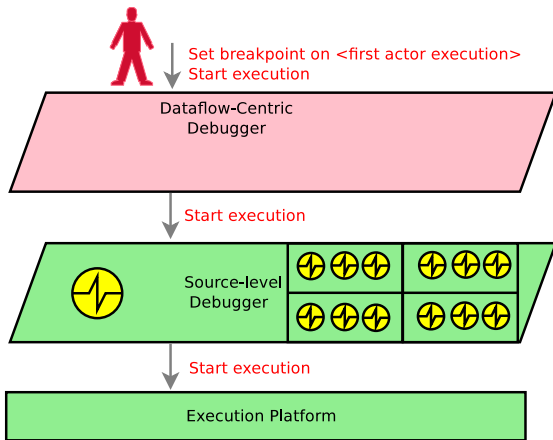 Set breakpoint on <first actor execution>
Start execution
Dataflow-Centric
Debugger
Start execution
Source-level
Debugger
Start execution
Execution Platform